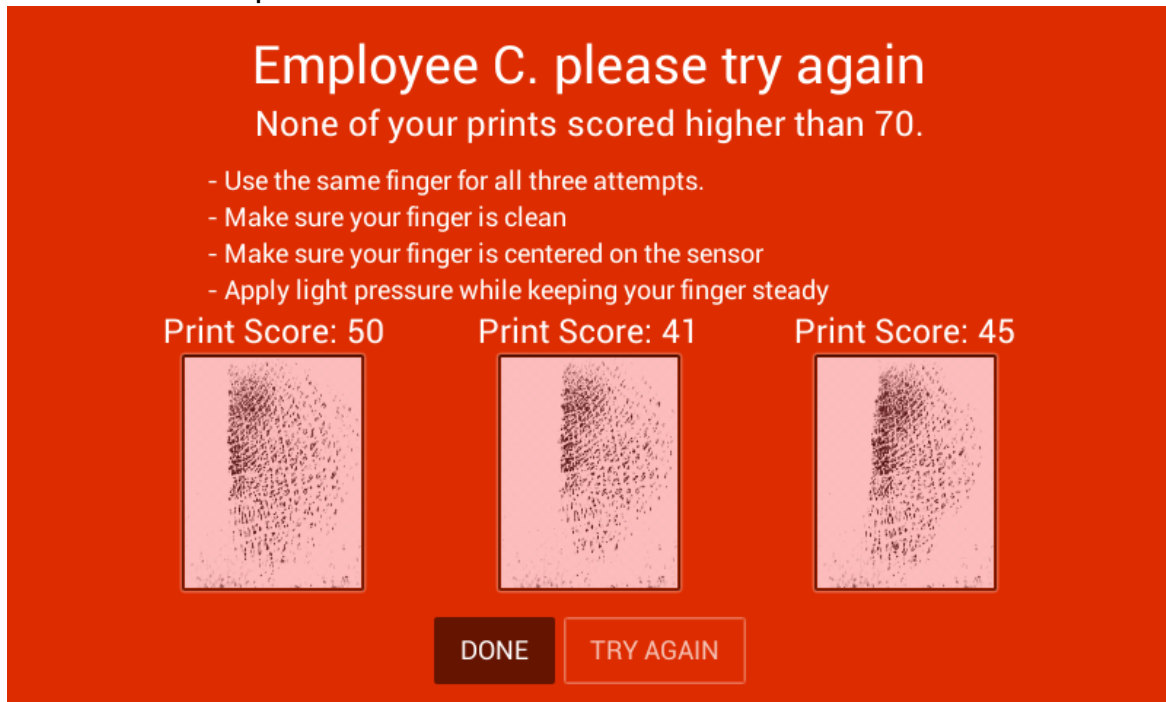 Employee C. please try again
None of your prints scored higher than 70.
- Use the same finger for all three attempts.
- Make sure your finger is clean
- Make sure your finger is centered on the sensor
- Apply light pressure while keeping your finger steady
Print Score: 50 Print Score: 41 Print Score: 45
DONE TRY AGAIN